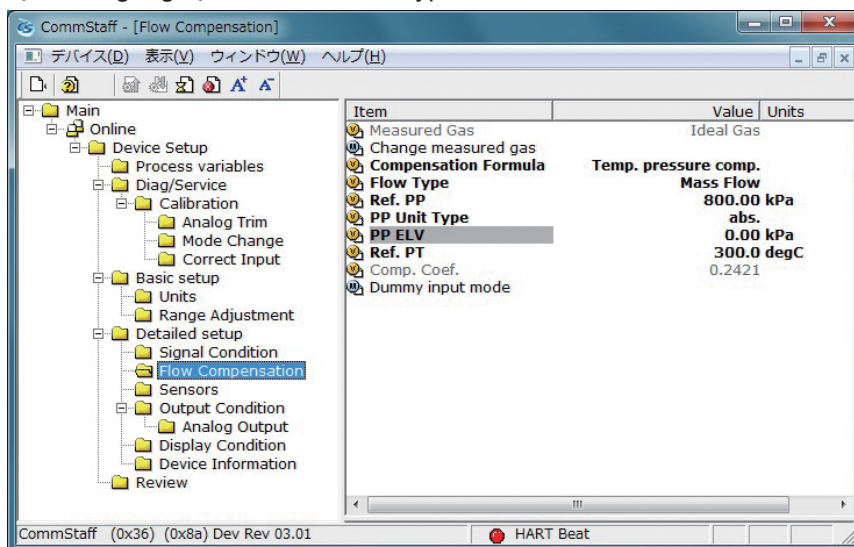 CommStaff - [Flow Compensation]
デバイス(D) 表示(V) ウィンドウ(W) ヘルプ(H)
Main
Online
Device Setup
Process variables
Diag/Service
Calibration
Analog Trim
Mode Change
Correct Input
Basic setup
Units
Range Adjustment
Detailed setup
Signal Condition
Flow Compensation
Sensors
Output Condition
Analog Output
Display Condition
Device Information
Review
Item Value Units
Measured Gas Ideal Gas
Change measured gas
Compensation Formula Temp. pressure comp.
Flow Type Mass Flow
Ref. PP 800.00 kPa
PP Unit Type abs.
PP ELV 0.00 kPa
Ref. PT 300.0 degC
Comp. Coef. 0.2421
Dummy input mode
CommStaff (0x36) (0x8a) Dev Rev 03.01 HART Beat